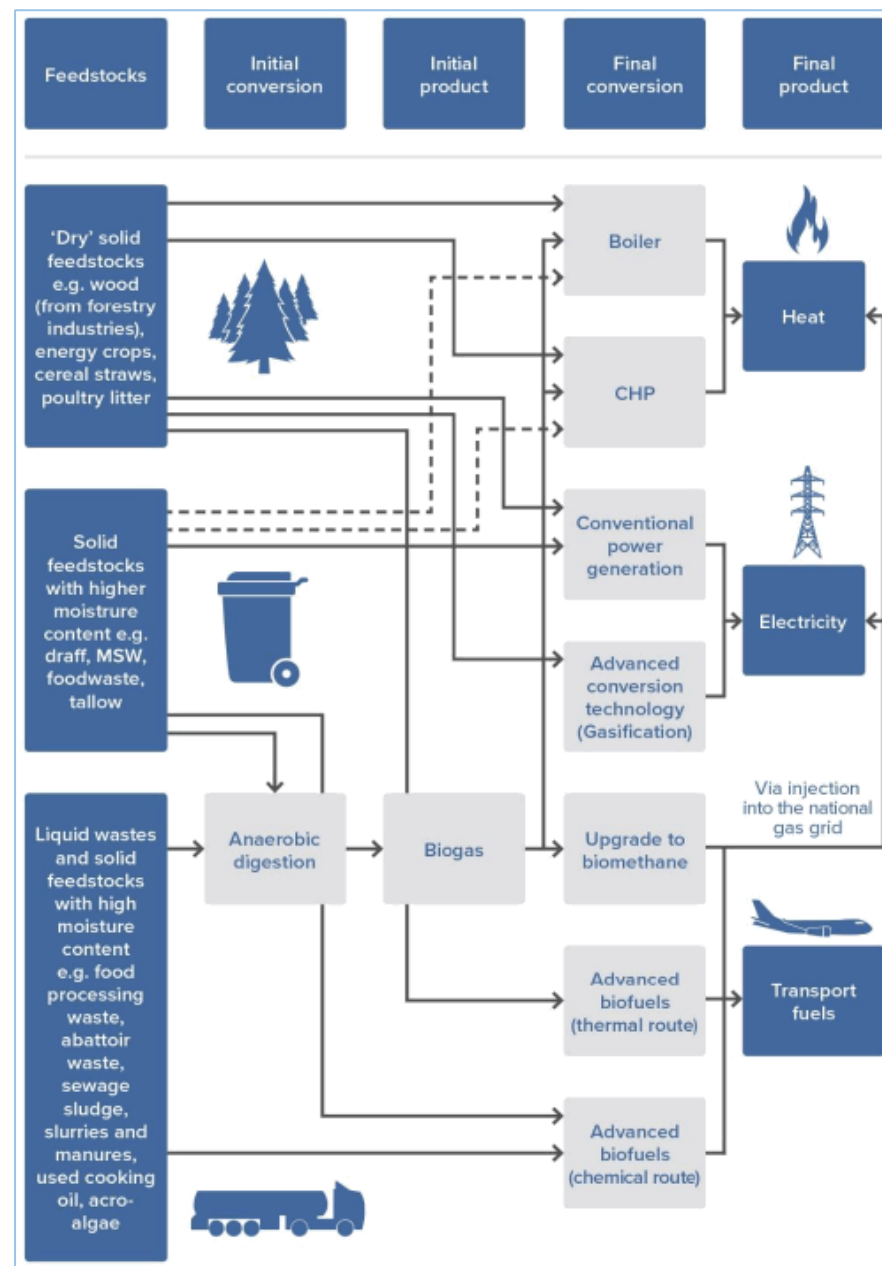 Feedstocks
Initial
conversion
Initial
product
Final
conversion
Final
product
‘Dry’ solid
feedstocks
e.g. wood
(from forestry
industries),
energy crops,
cereal straws,
poultry litter
Boiler
Heat
CHP
Solid
feedstocks
with higher
moistrure
content e.g.
draff, MSW,
foodwaste,
tallow
Conventional
power
generation
Electricity
Advanced
conversion
technology
(Gasification)
Liquid wastes
and solid
feedstocks
with high
moisture
content
e.g. food
processing
waste,
abattoir
waste,
sewage
sludge,
slurries and
manures,
used cooking
oil, acro-
algae
Anaerobic
digestion
Biogas
Upgrade to
biomethane
Via injection
into the national
gas grid
Advanced
biofuels
(thermal route)
Transport
fuels
Advanced
biofuels
(chemical route)